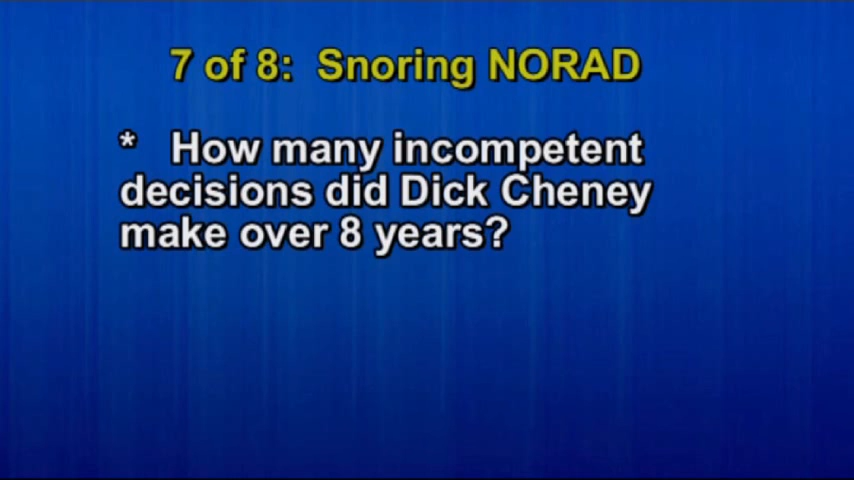 7 of 8: Snoring NORAD
* How many incompetent
decisions did Dick Cheney
make over 8 years?